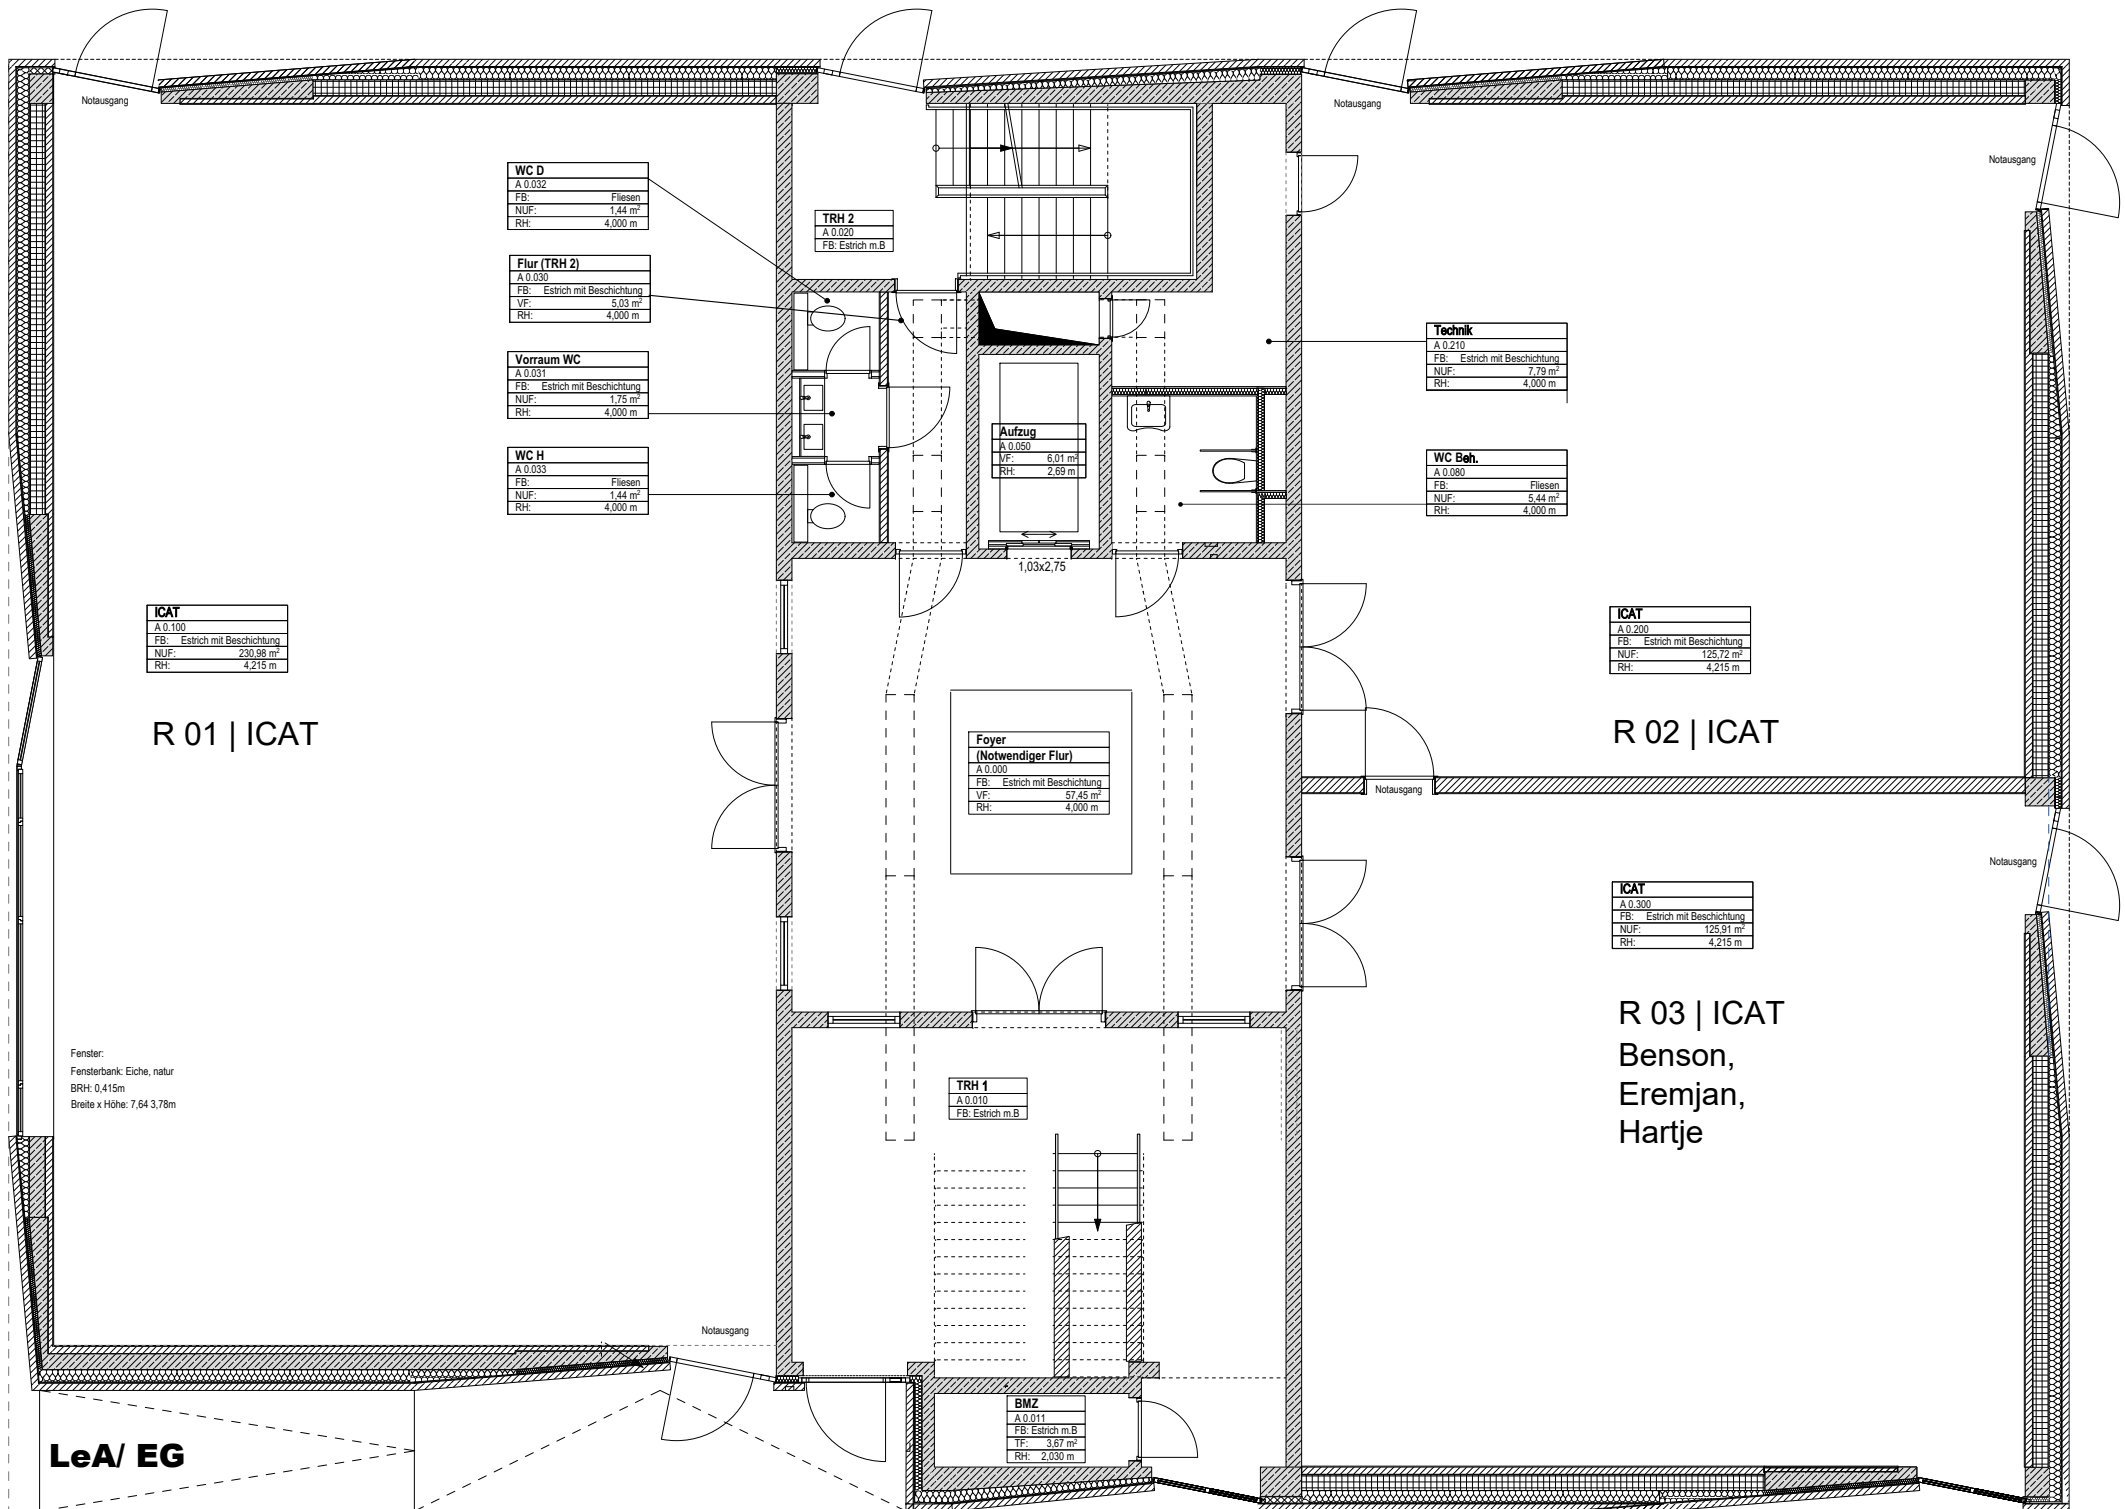 Notausgang
Notausgang
Notausgang
WC D
A 0.032
FB: Fliesen
NUF: 1,44 m²
RH: 4,000 m
TRH 2
A 0.020
FB: Estrich m.B
Flur (TRH 2)
A 0.030
FB: Estrich mit Beschichtung
VF: 5,03 m²
RH: 4,000 m
Vorraum WC
A 0.031
FB: Estrich mit Beschichtung
NUF: 1,75 m²
RH: 4,000 m
WC H
A 0.033
FB: Fliesen
NUF: 1,44 m²
RH: 4,000 m
Aufzug
A 0.050
VF: 6,01 m²
RH: 2,69 m
1,03x2,75
Technik
A 0.210
FB: Estrich mit Beschichtung
NUF: 7,79 m²
RH: 4,000 m
WC Beh.
A 0.080
FB: Fliesen
NUF: 5,44 m²
RH: 4,000 m
ICAT
A 0.100
FB: Estrich mit Beschichtung
NUF: 230,98 m²
RH: 4,215 m
R 01 | ICAT
ICAT
A 0.200
FB: Estrich mit Beschichtung
NUF: 125,72 m²
RH: 4,215 m
R 02 | ICAT
Foyer
(Notwendiger Flur)
A 0.000
FB: Estrich mit Beschichtung
VF: 57,45 m²
RH: 4,000 m
Notausgang
Notausgang
ICAT
A 0.300
FB: Estrich mit Beschichtung
NUF: 125,91 m²
RH: 4,215 m
R 03 | ICAT
Benson,
Eremjan,
Hartje
Fenster:
Fensterbank: Eiche, natur
BRH: 0,415m
Breite x Höhe: 7,64 3,78m
TRH 1
A 0.010
FB: Estrich m.B
Notausgang
BMZ
A 0.011
FB: Estrich m.B
TF: 3,67 m²
RH: 2,030 m
LeA/ EG